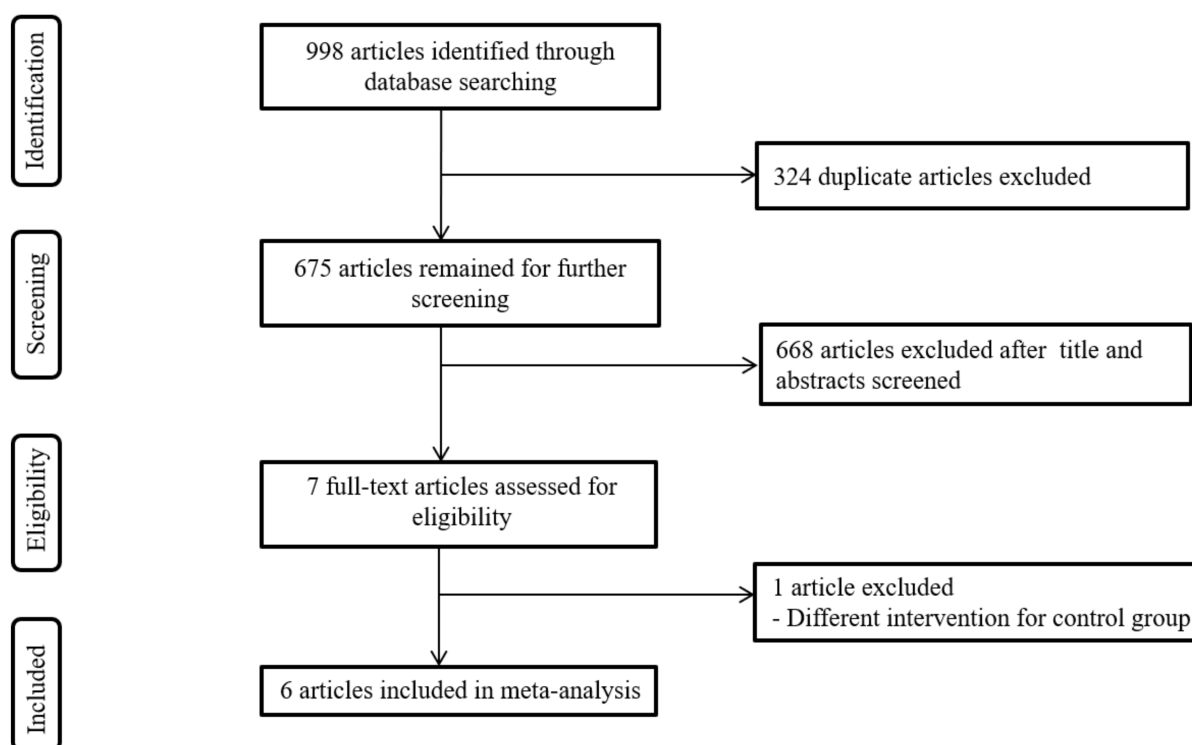 Identification
998 articles identified through
database searching
324 duplicate articles excluded
Screening
675 articles remained for further
screening
668 articles excluded after title and
abstracts screened
Eligibility
7 full-text articles assessed for
eligibility
1 article excluded
- Different intervention for control group
Included
6 articles included in meta-analysis